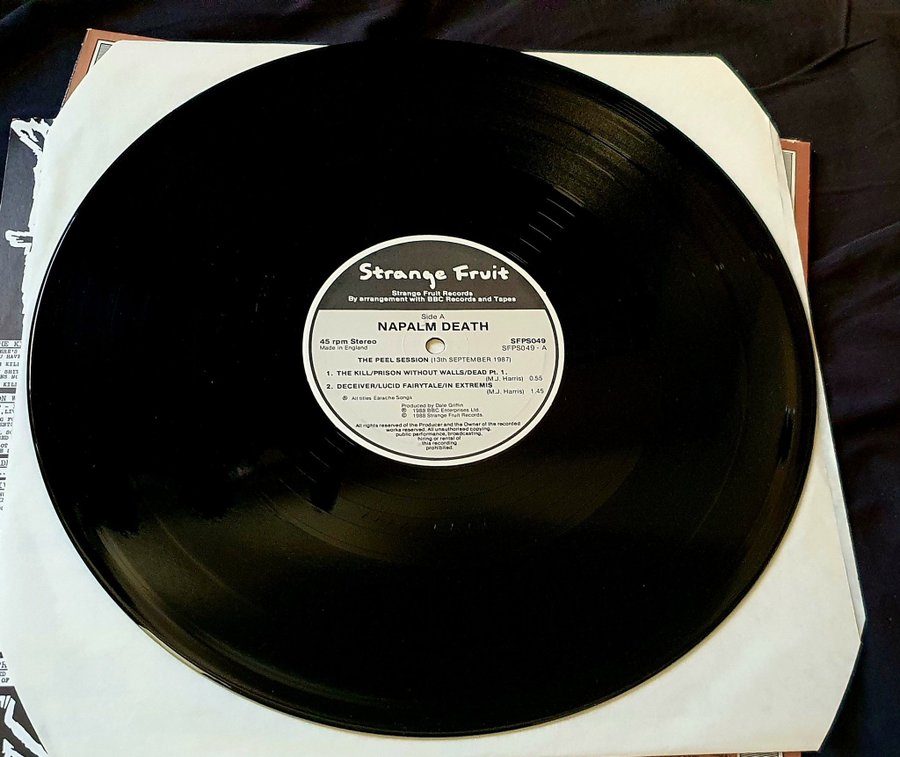 Strange Fruit
Strange Fruit Records
By arrangement with BBC Records and Tapes
Side A
NAPALM DEATH
45 rpm Stereo
Made in England
SFPS049
SFPS049 - A
THE PEEL SESSION (13th SEPTEMBER 1987)
1. THE KILL/PRISON WITHOUT WALLS/DEAD Pt. 1,
(M.J. Harris) 0.55
2. DECEIVER/LUCID FAIRYTALE/IN EXTREMIS
(M.J. Harris) 1.45
Ⓟ All titles Earache Songs
Produced by Dale Griffin
Ⓟ 1988 BBC Enterprises Ltd.
© 1988 Strange Fruit Records.
All rights reserved of the Producer and the Owner of the recorded
works reserved. All unauthorised copying,
public performance, broadcasting,
hiring or rental of
this recording
prohibited.